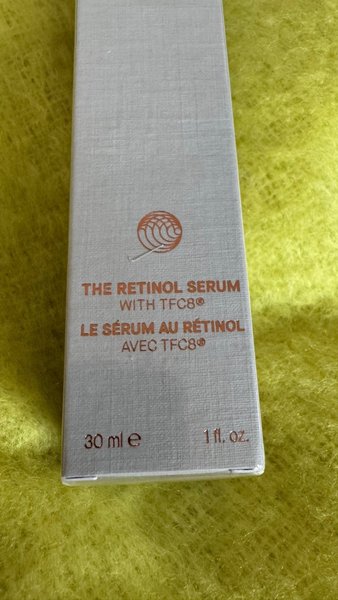 THE RETINOL SERUM
WITH TFC8®
LE SÉRUM AU RÉTINOL
AVEC TFC8®
30 ml ℮ 1 fl. oz.